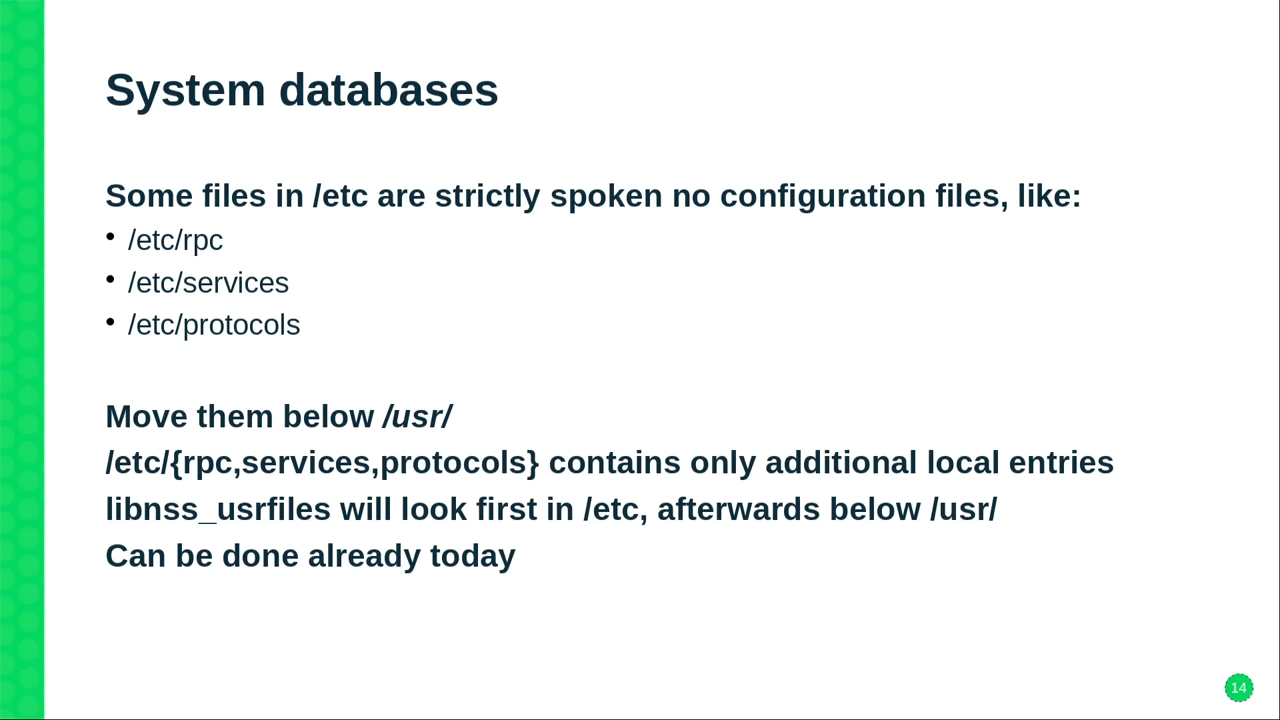 System databases
Some files in /etc are strictly spoken no configuration files, like:
• /etc/rpc
• /etc/services
• /etc/protocols
Move them below /usr/
/etc/{rpc,services,protocols} contains only additional local entries
libnss_usrfiles will look first in /etc, afterwards below /usr/
Can be done already today
14